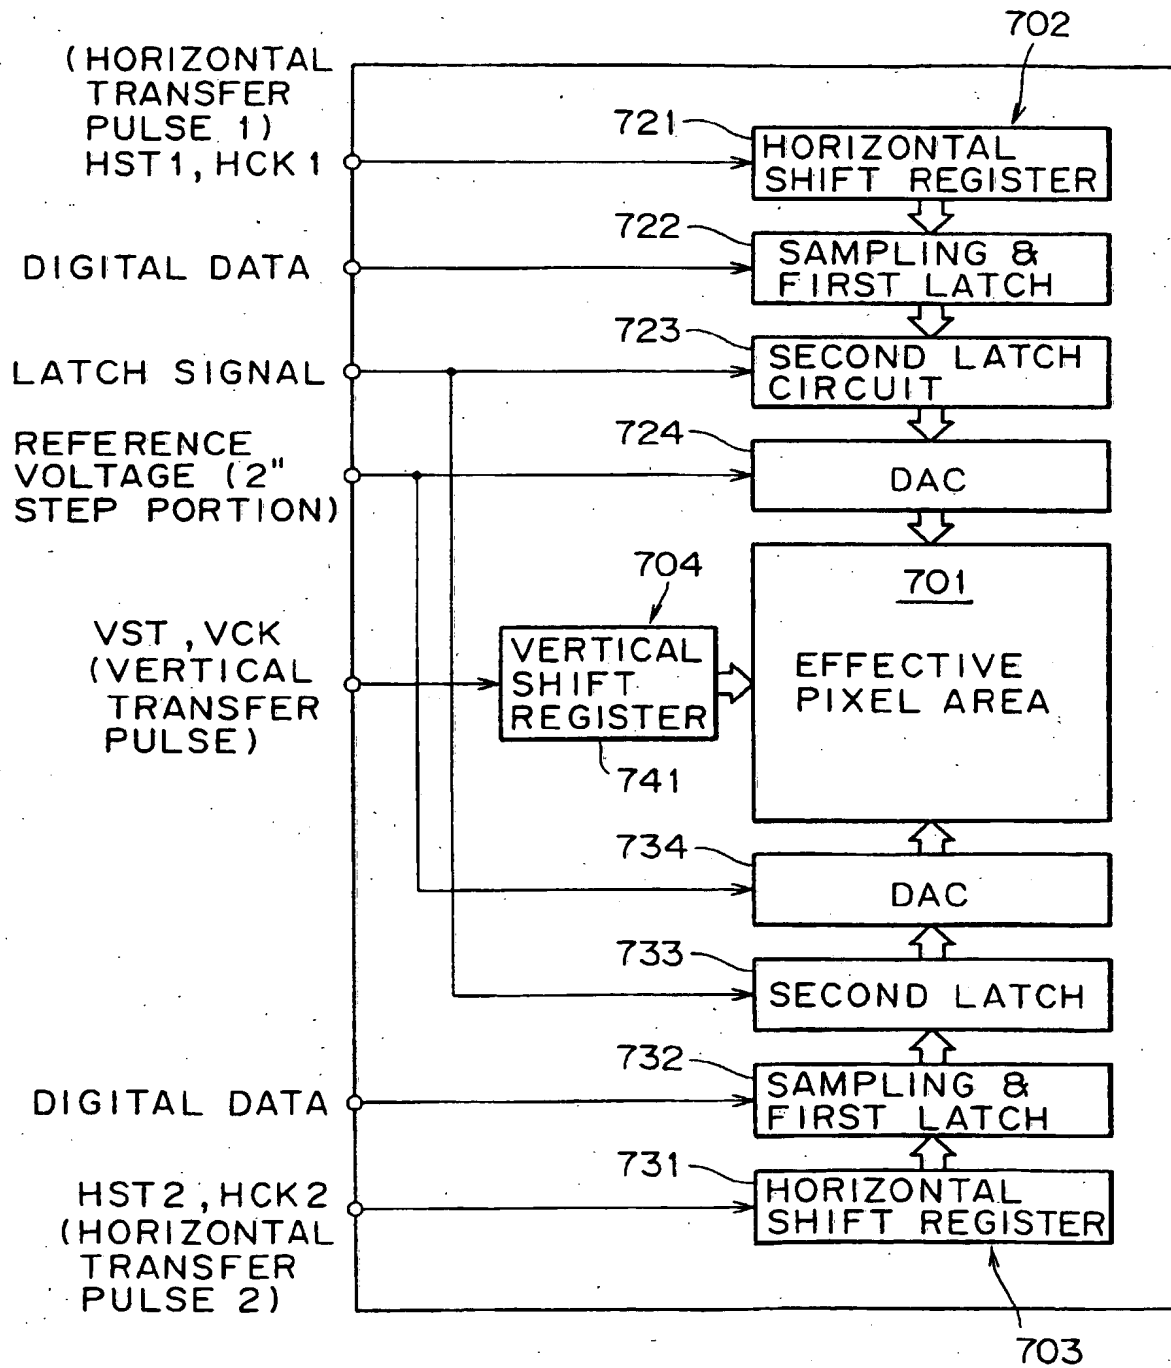 702
(HORIZONTAL
TRANSFER
PULSE 1)
HST1, HCK1
721
HORIZONTAL
SHIFT REGISTER
722
DIGITAL DATA
SAMPLING &
FIRST LATCH
723
LATCH SIGNAL
SECOND LATCH
CIRCUIT
724
REFERENCE
VOLTAGE (2"
STEP PORTION)
DAC
704
701
VST, VCK
(VERTICAL
TRANSFER
PULSE)
VERTICAL
SHIFT
REGISTER
741
EFFECTIVE
PIXEL AREA
734
DAC
733
SECOND LATCH
732
DIGITAL DATA
SAMPLING &
FIRST LATCH
731
HST2, HCK2
(HORIZONTAL
TRANSFER
PULSE 2)
HORIZONTAL
SHIFT REGISTER
703